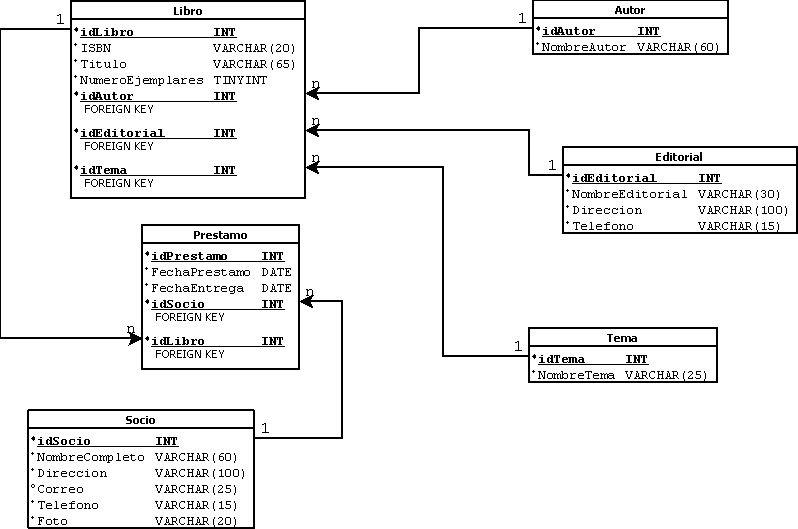 Libro
idLibro INT
ISBN VARCHAR(20)
Titulo VARCHAR(65)
NumeroEjemplares TINYINT
idAutor INT
FOREIGN KEY
idEditorial INT
FOREIGN KEY
idTema INT
FOREIGN KEY
1
n
n
n
Autor
idAutor INT
NombreAutor VARCHAR(60)
1
Editorial
idEditorial INT
NombreEditorial VARCHAR(30)
Direccion VARCHAR(100)
Telefono VARCHAR(15)
1
Prestamo
idPrestamo INT
FechaPrestamo DATE
FechaEntrega DATE
idSocio INT
FOREIGN KEY
idLibro INT
FOREIGN KEY
n
n
Tema
idTema INT
NombreTema VARCHAR(25)
1
Socio
idSocio INT
NombreCompleto VARCHAR(60)
Direccion VARCHAR(100)
Correo VARCHAR(25)
Telefono VARCHAR(15)
Foto VARCHAR(20)
1